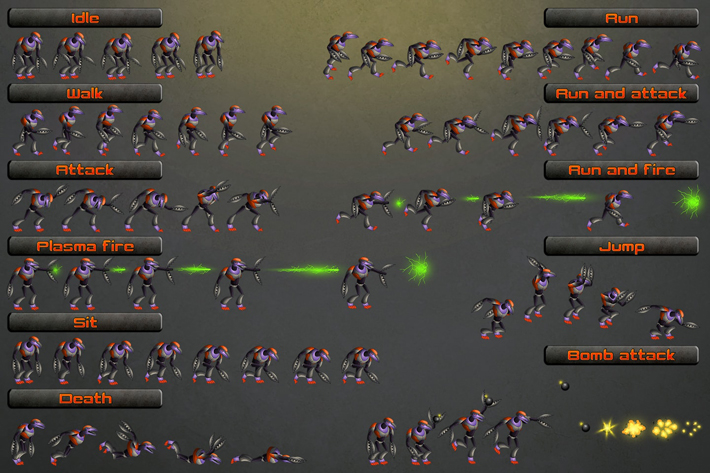 Idle
Run
Walk
Run and attack
Attack
Run and fire
Plasma fire
Jump
Sit
Bomb attack
Death